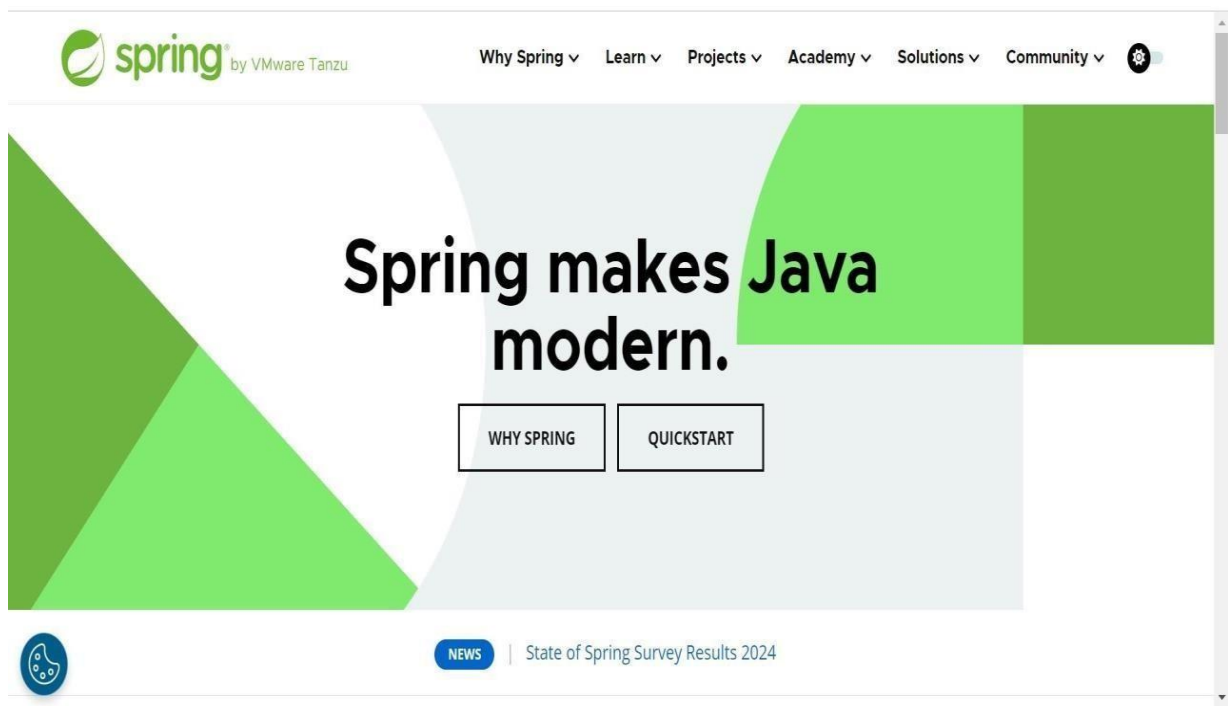 spring® by VMware Tanzu
Why Spring Learn Projects Academy Solutions Community
Spring makes Java
modern.
WHY SPRING QUICKSTART
NEWS | State of Spring Survey Results 2024